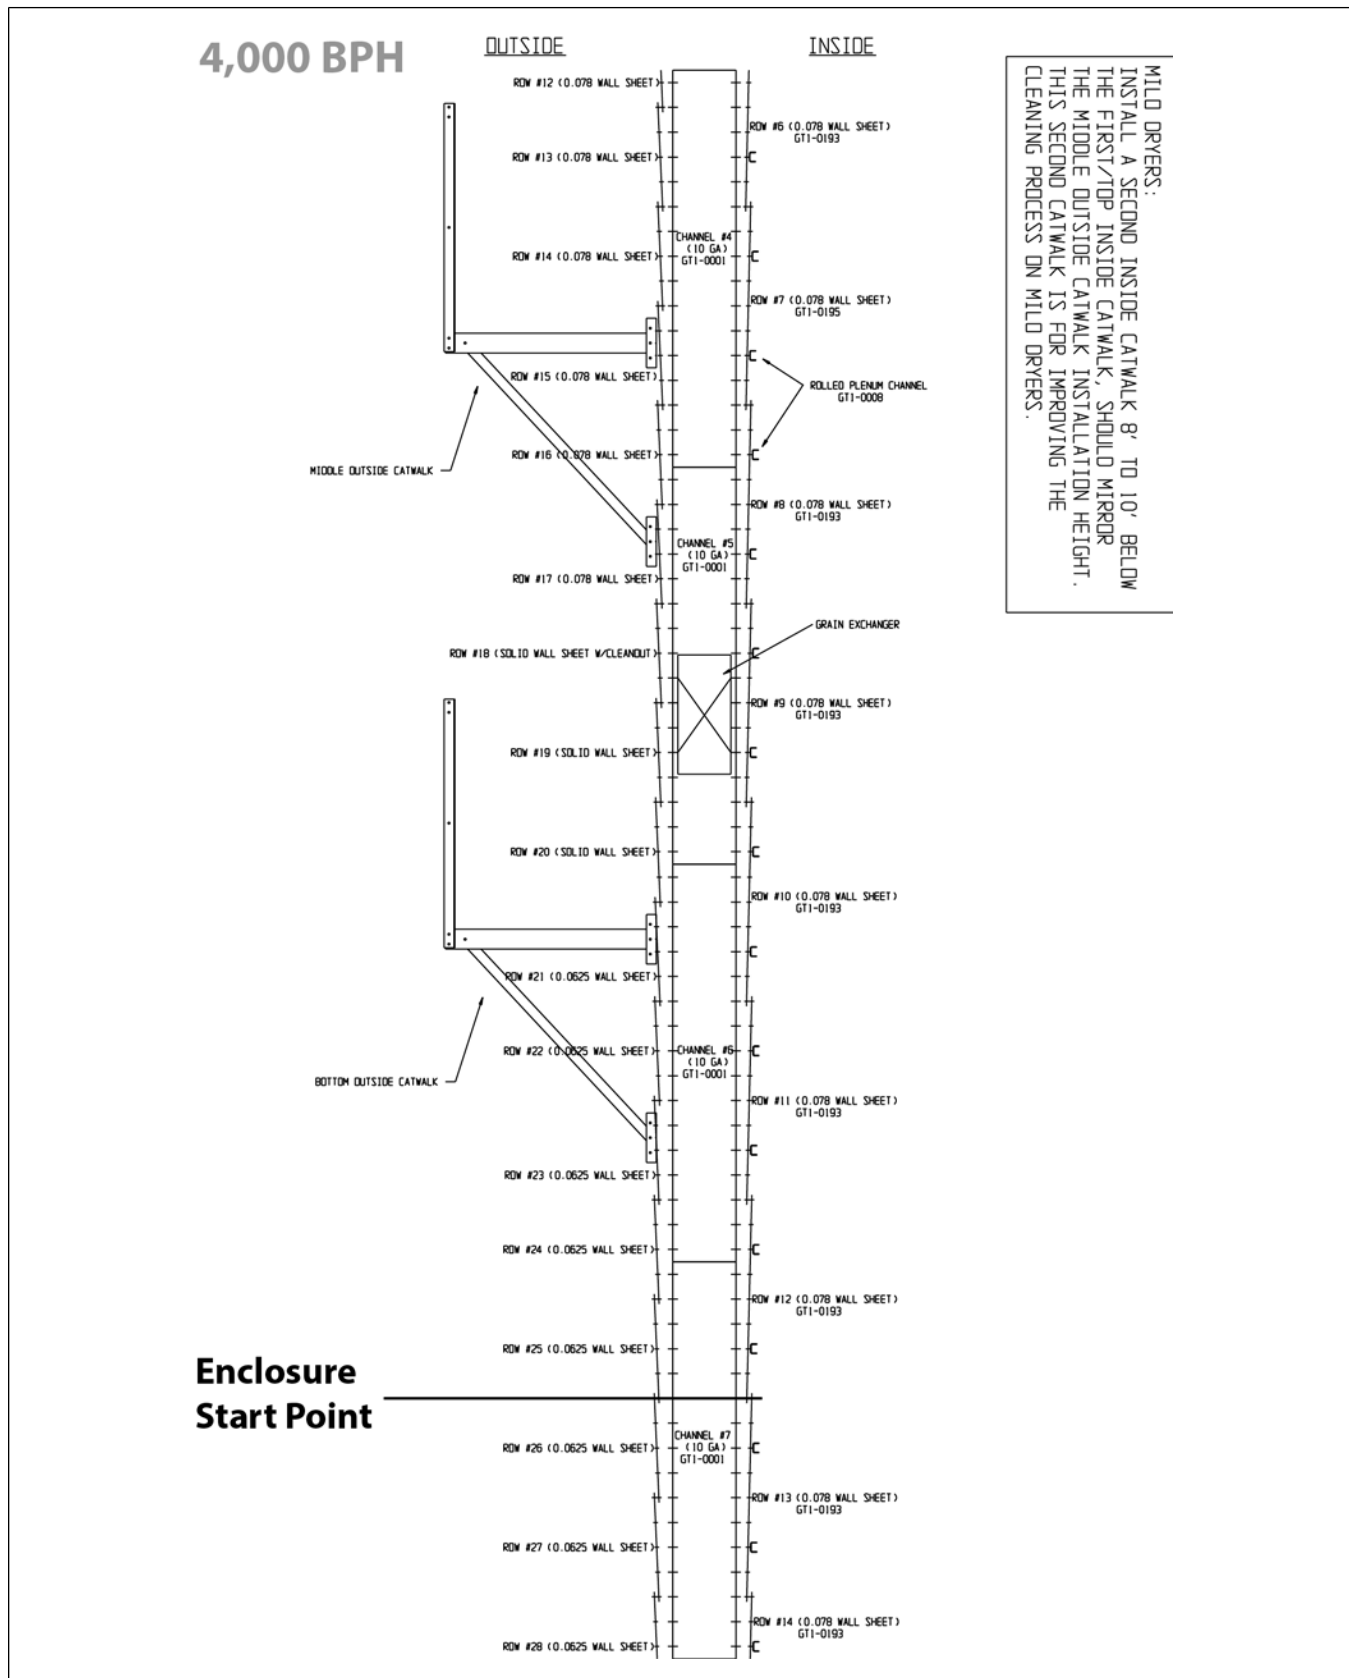 4,000 BPH
OUTSIDE
INSIDE
ROW #12 (0.078 WALL SHEET)
ROW #13 (0.078 WALL SHEET)
ROW #14 (0.078 WALL SHEET)
ROW #15 (0.078 WALL SHEET)
ROW #16 (0.078 WALL SHEET)
MIDDLE OUTSIDE CATWALK
ROW #17 (0.078 WALL SHEET)
ROW #18 (SOLID WALL SHEET W/CLEANOUT)
ROW #19 (SOLID WALL SHEET)
ROW #20 (SOLID WALL SHEET)
ROW #21 (0.0625 WALL SHEET)
ROW #22 (0.0625 WALL SHEET)
BOTTOM OUTSIDE CATWALK
ROW #23 (0.0625 WALL SHEET)
ROW #24 (0.0625 WALL SHEET)
ROW #25 (0.0625 WALL SHEET)
Enclosure
Start Point
ROW #26 (0.0625 WALL SHEET)
ROW #27 (0.0625 WALL SHEET)
ROW #28 (0.0625 WALL SHEET)
CHANNEL #4
(10 GA)
GT1-0001
CHANNEL #5
(10 GA)
GT1-0001
CHANNEL #6
(10 GA)
GT1-0001
CHANNEL #7
(10 GA)
GT1-0001
ROW #6 (0.078 WALL SHEET)
GT1-0193
ROW #7 (0.078 WALL SHEET)
GT1-0195
ROLLED PLENUM CHANNEL
GT1-0008
ROW #8 (0.078 WALL SHEET)
GT1-0193
GRAIN EXCHANGER
ROW #9 (0.078 WALL SHEET)
GT1-0193
ROW #10 (0.078 WALL SHEET)
GT1-0193
ROW #11 (0.078 WALL SHEET)
GT1-0193
ROW #12 (0.078 WALL SHEET)
GT1-0193
ROW #13 (0.078 WALL SHEET)
GT1-0193
ROW #14 (0.078 WALL SHEET)
GT1-0193
MILO DRYERS:
INSTALL A SECOND INSIDE CATWALK 8' TO 10' BELOW
THE FIRST/TOP INSIDE CATWALK, SHOULD MIRROR
THE MIDDLE OUTSIDE CATWALK INSTALLATION HEIGHT.
THIS SECOND CATWALK IS FOR IMPROVING THE
CLEANING PROCESS ON MILO DRYERS.